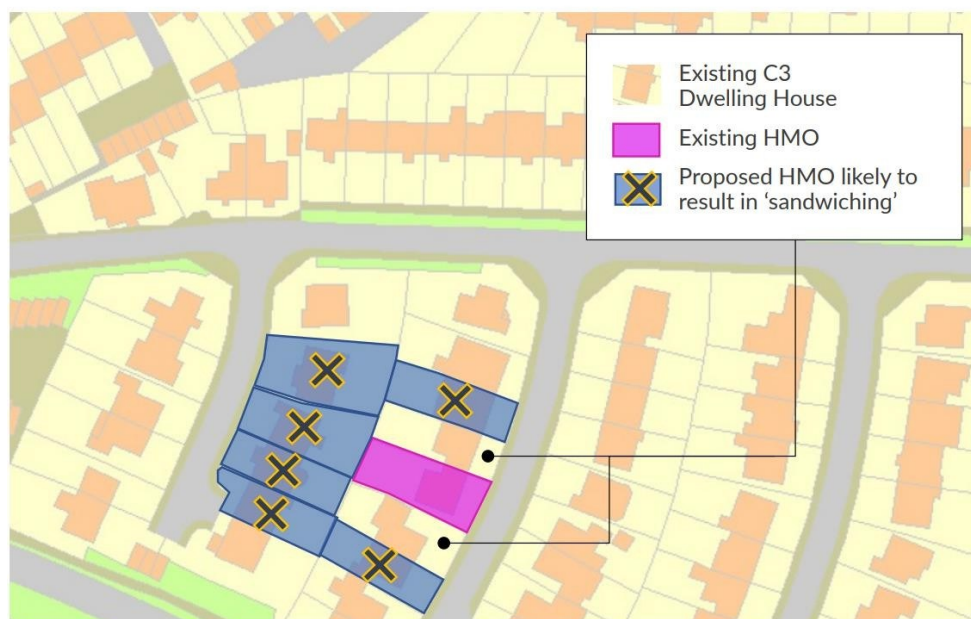 Existing C3
Dwelling House
Existing HMO
Proposed HMO likely to
result in ‘sandwiching’